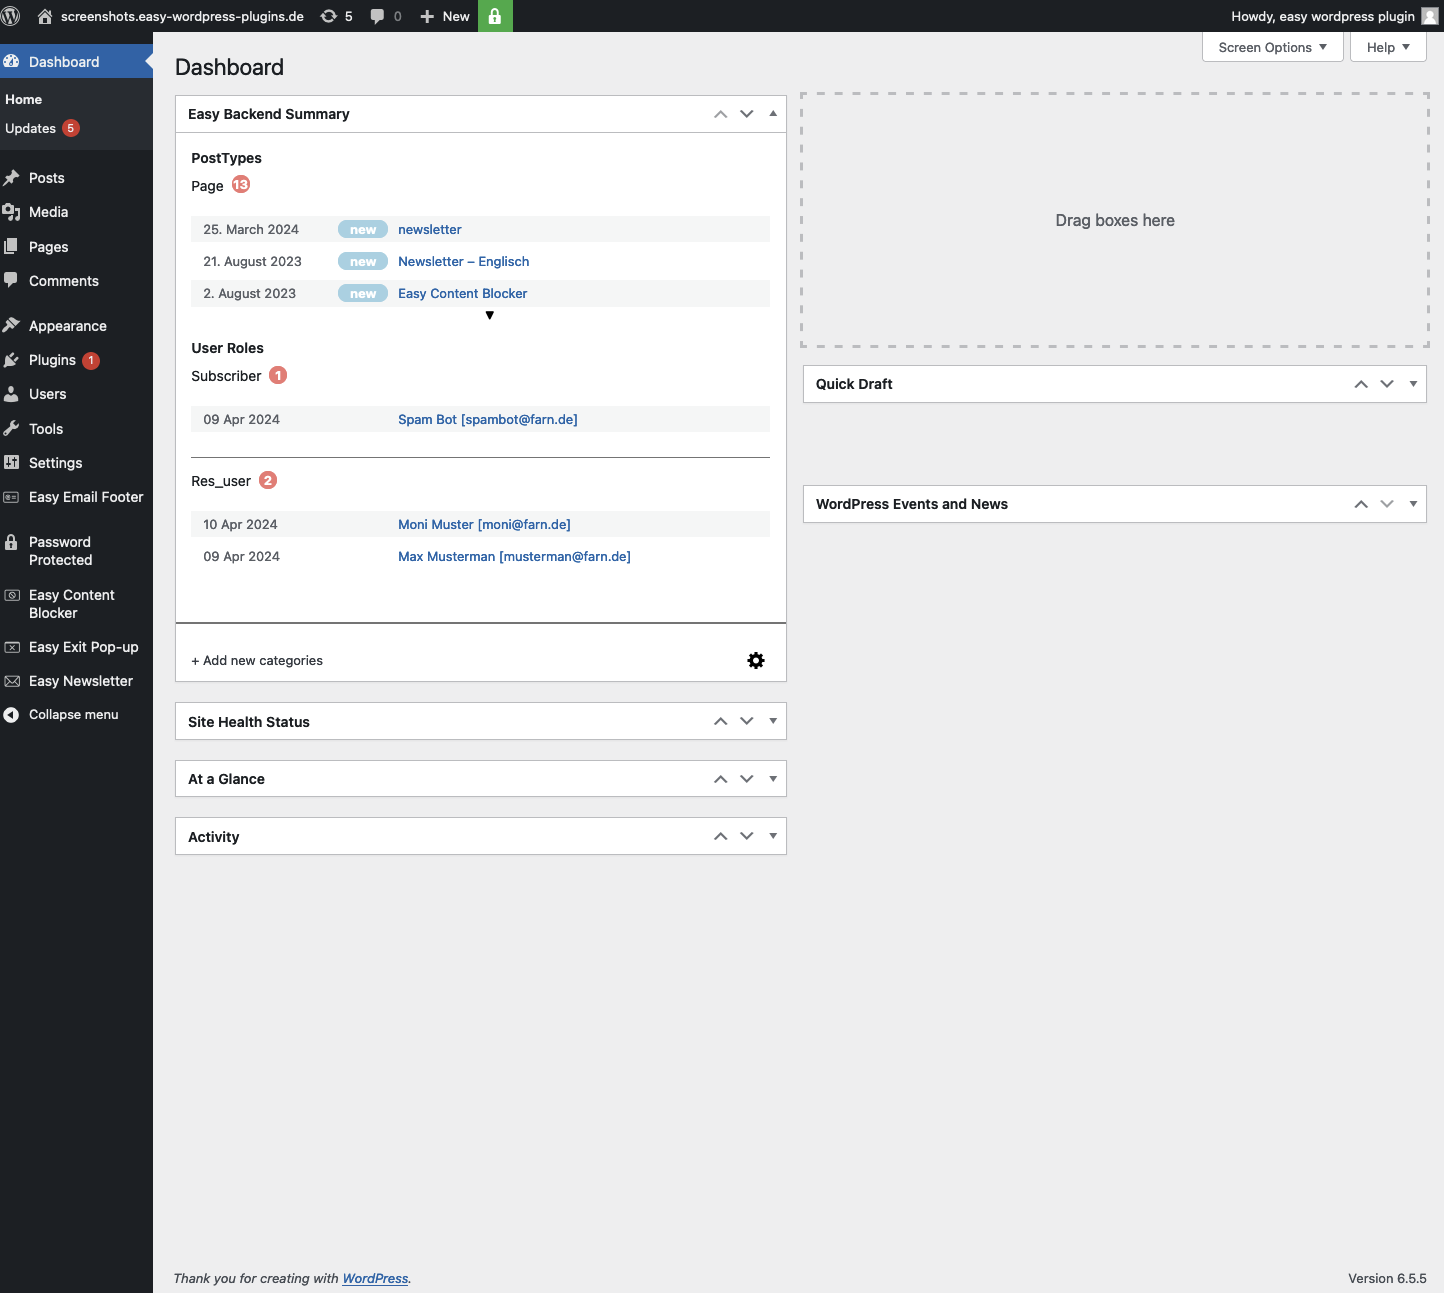 screenshots.easy-wordpress-plugins.de 5 0 New Howdy, easy wordpress plugin
Screen Options Help
Dashboard
Home
Updates 5
Posts
Media
Pages
Comments
Appearance
Plugins 1
Users
Tools
Settings
Easy Email Footer
Password
Protected
Easy Content
Blocker
Easy Exit Pop-up
Easy Newsletter
Collapse menu
Dashboard
Easy Backend Summary
PostTypes
Page 13
25. March 2024 new newsletter
21. August 2023 new Newsletter – Englisch
2. August 2023 new Easy Content Blocker
User Roles
Subscriber 1
09 Apr 2024 Spam Bot [spambot@farn.de]
Res_user 2
10 Apr 2024 Moni Muster [moni@farn.de]
09 Apr 2024 Max Musterman [musterman@farn.de]
+ Add new categories
Site Health Status
At a Glance
Activity
Drag boxes here
Quick Draft
WordPress Events and News
Thank you for creating with WordPress.
Version 6.5.5